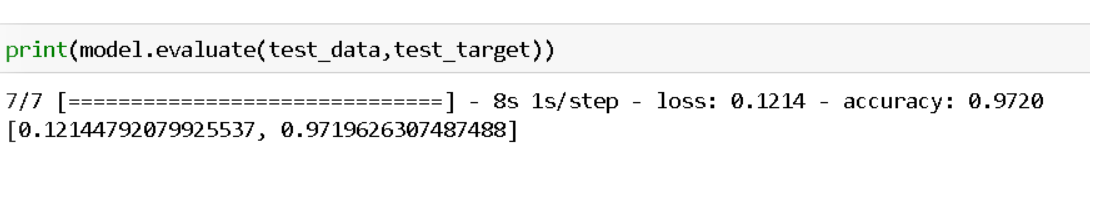 print(model.evaluate(test_data,test_target))
7/7 [==============================] - 8s 1s/step - loss: 0.1214 - accuracy: 0.9720
[0.12144792079925537, 0.9719626307487488]